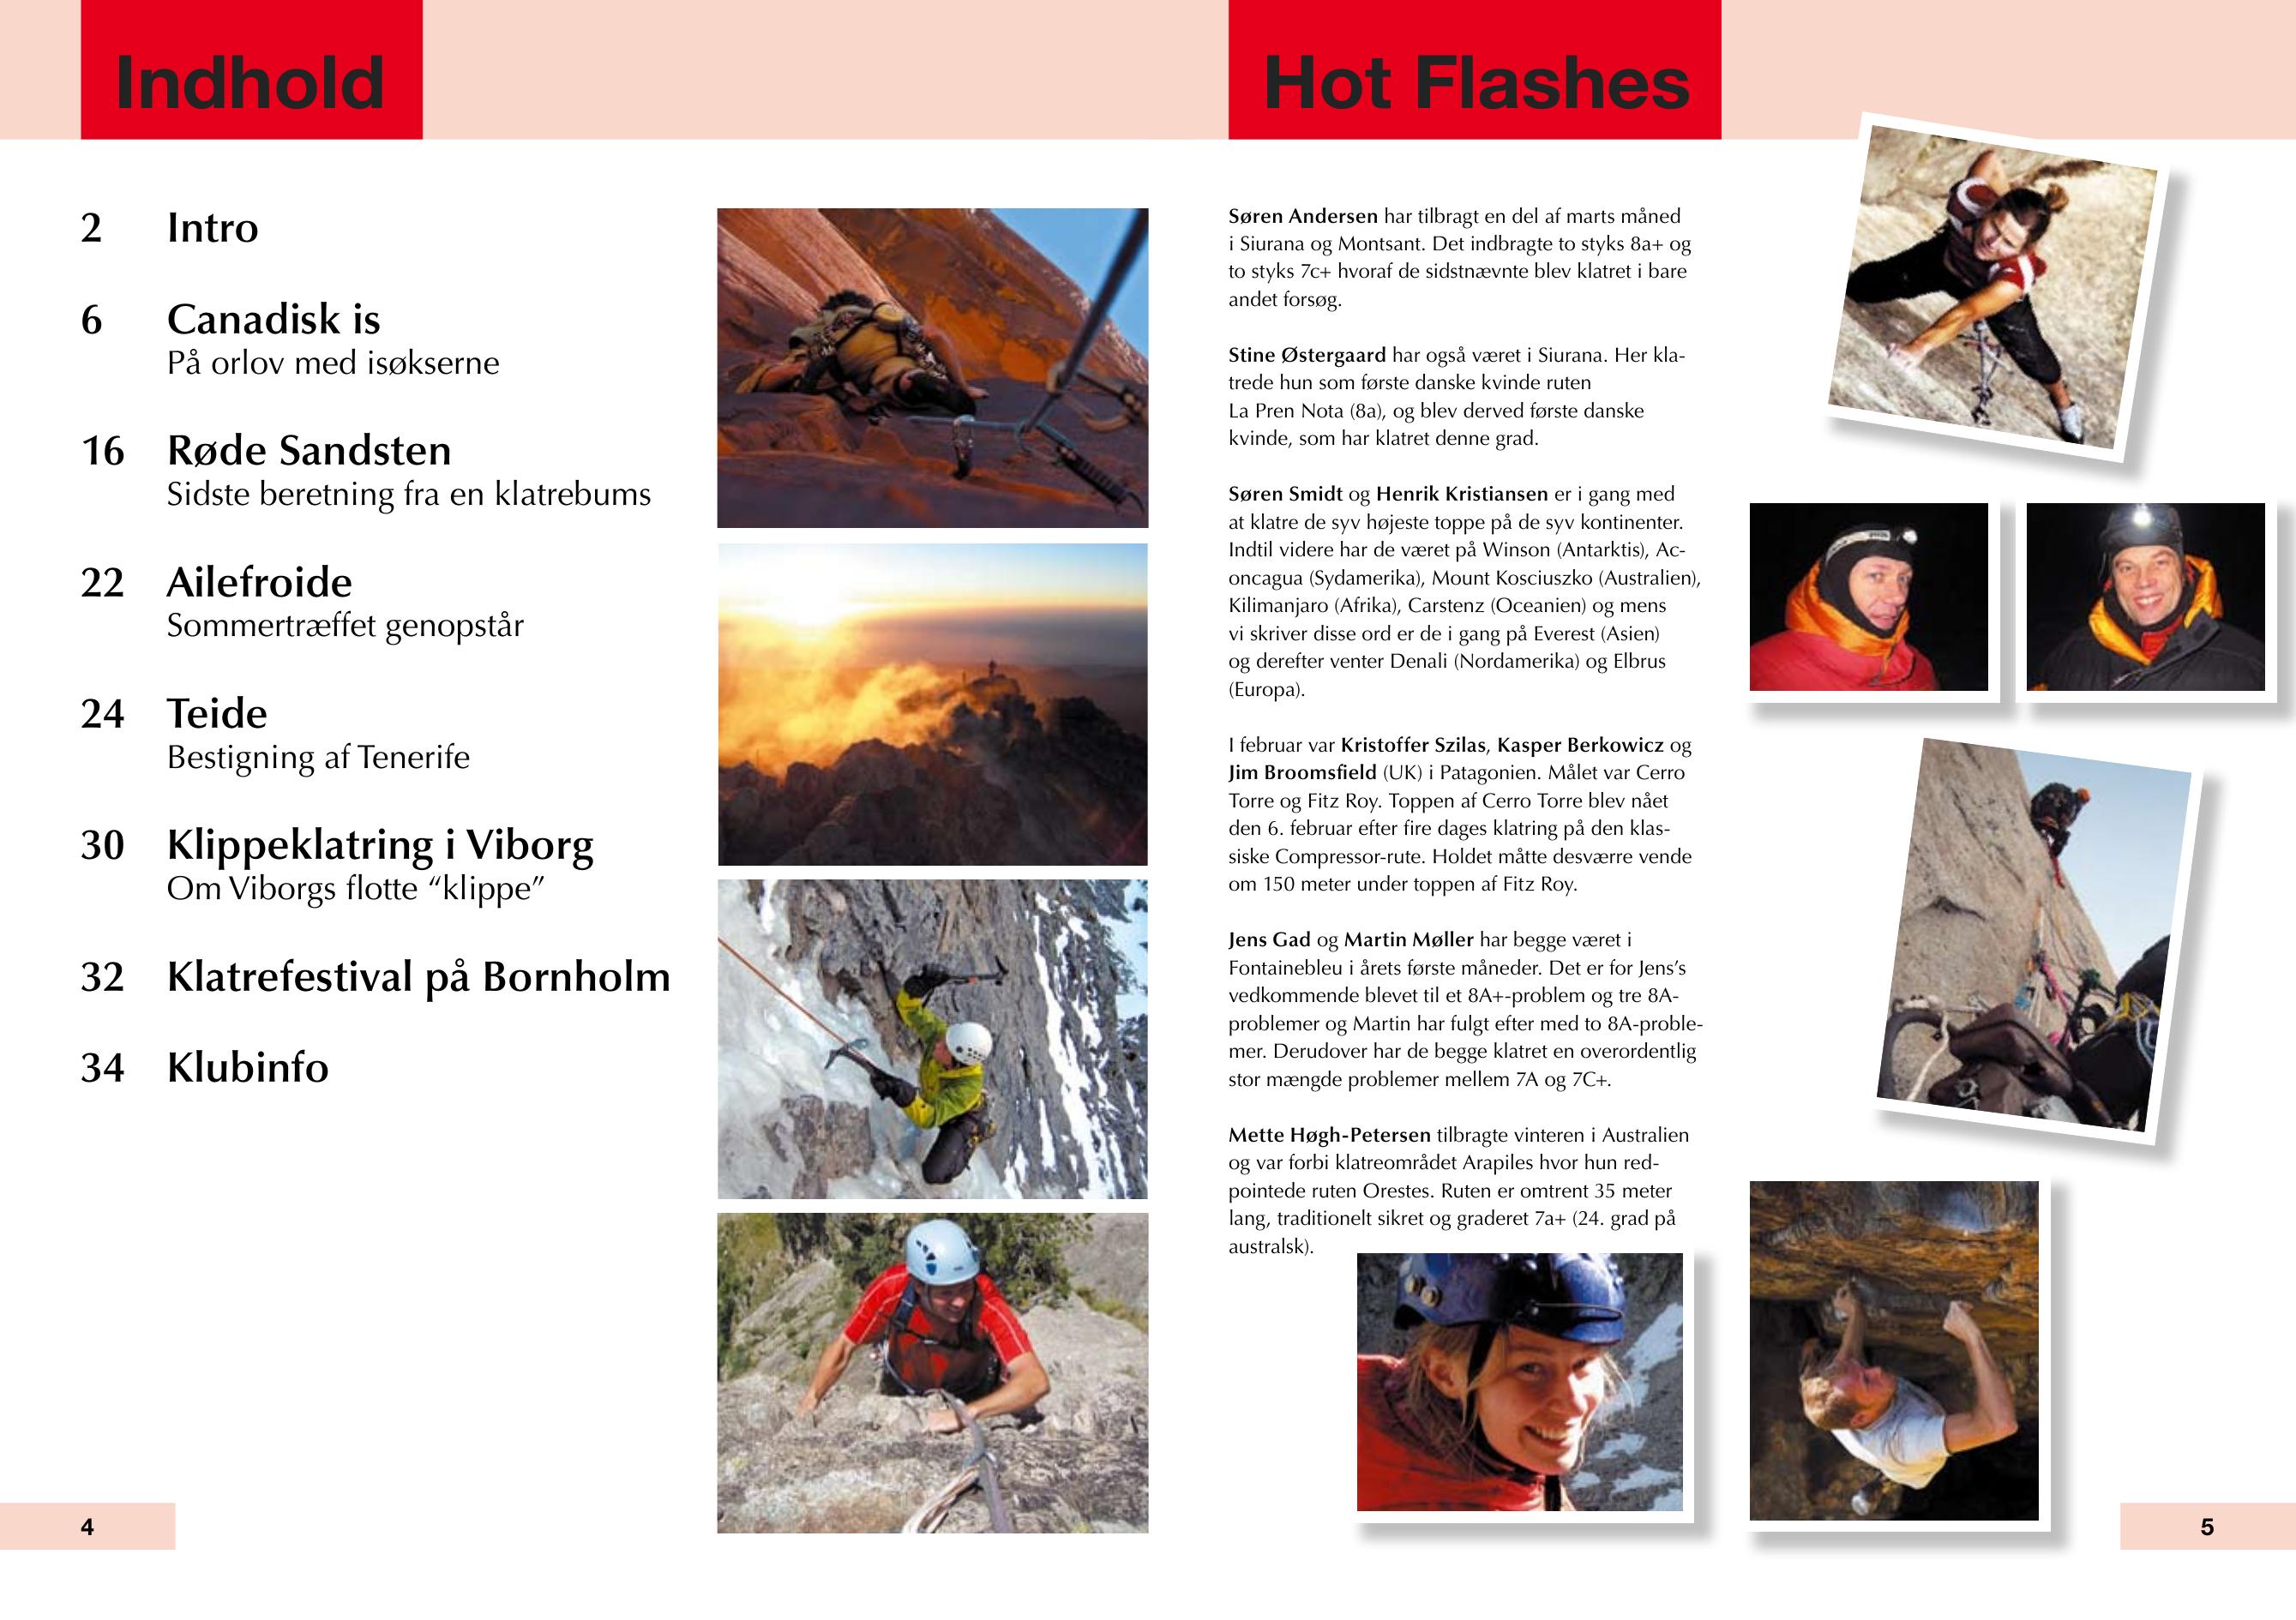 Indhold
2 Intro
6 Canadisk is
På orlov med isøkserne
16 Røde Sandsten
Sidste beretning fra en klatrebums
22 Ailefroide
Sommertræffet genopstår
24 Teide
Bestigning af Tenerife
30 Klippeklatring i Viborg
Om Viborgs flotte “klippe”
32 Klatrefestival på Bornholm
34 Klubinfo
4
Hot Flashes
Søren Andersen har tilbragt en del af marts måned
i Siurana og Montsant. Det indbragte to styks 8a+ og
to styks 7c+ hvoraf de sidstnævnte blev klatret i bare
andet forsøg.
Stine Østergaard har også været i Siurana. Her kla-
trede hun som første danske kvinde ruten
La Pren Nota (8a), og blev derved første danske
kvinde, som har klatret denne grad.
Søren Smidt og Henrik Kristiansen er i gang med
at klatre de syv højeste toppe på de syv kontinenter.
Indtil videre har de været på Winson (Antarktis), Ac-
oncagua (Sydamerika), Mount Kosciuszko (Australien),
Kilimanjaro (Afrika), Carstenz (Oceanien) og mens
vi skriver disse ord er de i gang på Everest (Asien)
og derefter venter Denali (Nordamerika) og Elbrus
(Europa).
I februar var Kristoffer Szilas, Kasper Berkowicz og
Jim Broomsfield (UK) i Patagonien. Målet var Cerro
Torre og Fitz Roy. Toppen af Cerro Torre blev nået
den 6. februar efter fire dages klatring på den klas-
siske Compressor-rute. Holdet måtte desværre vende
om 150 meter under toppen af Fitz Roy.
Jens Gad og Martin Møller har begge været i
Fontainebleu i årets første måneder. Det er for Jens’s
vedkommende blevet til et 8A+-problem og tre 8A-
problemer og Martin har fulgt efter med to 8A-proble-
mer. Derudover har de begge klatret en overordentlig
stor mængde problemer mellem 7A og 7C+.
Mette Høgh-Petersen tilbragte vinteren i Australien
og var forbi klatreområdet Arapiles hvor hun red-
pointede ruten Orestes. Ruten er omtrent 35 meter
lang, traditionelt sikret og graderet 7a+ (24. grad på
australsk).
5